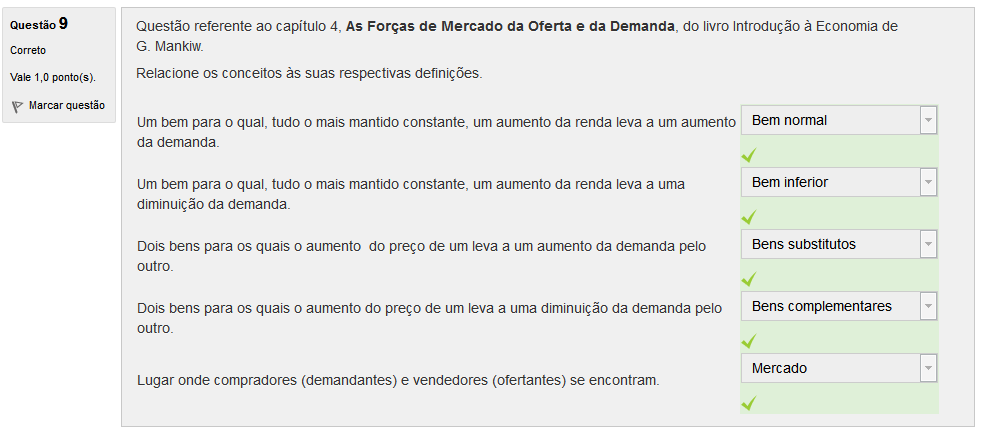 Questão 9
Correto
Vale 1,0 ponto(s).
Marcar questão
Questão referente ao capítulo 4, As Forças de Mercado da Oferta e da Demanda, do livro Introdução à Economia de
G. Mankiw.
Relacione os conceitos às suas respectivas definições.
Um bem para o qual, tudo o mais mantido constante, um aumento da renda leva a um aumento
da demanda.
Bem normal
Um bem para o qual, tudo o mais mantido constante, um aumento da renda leva a uma
diminuição da demanda.
Bem inferior
Dois bens para os quais o aumento  do preço de um leva a um aumento da demanda pelo
outro.
Bens substitutos
Dois bens para os quais o aumento do preço de um leva a uma diminuição da demanda pelo
outro.
Bens complementares
Lugar onde compradores (demandantes) e vendedores (ofertantes) se encontram.
Mercado